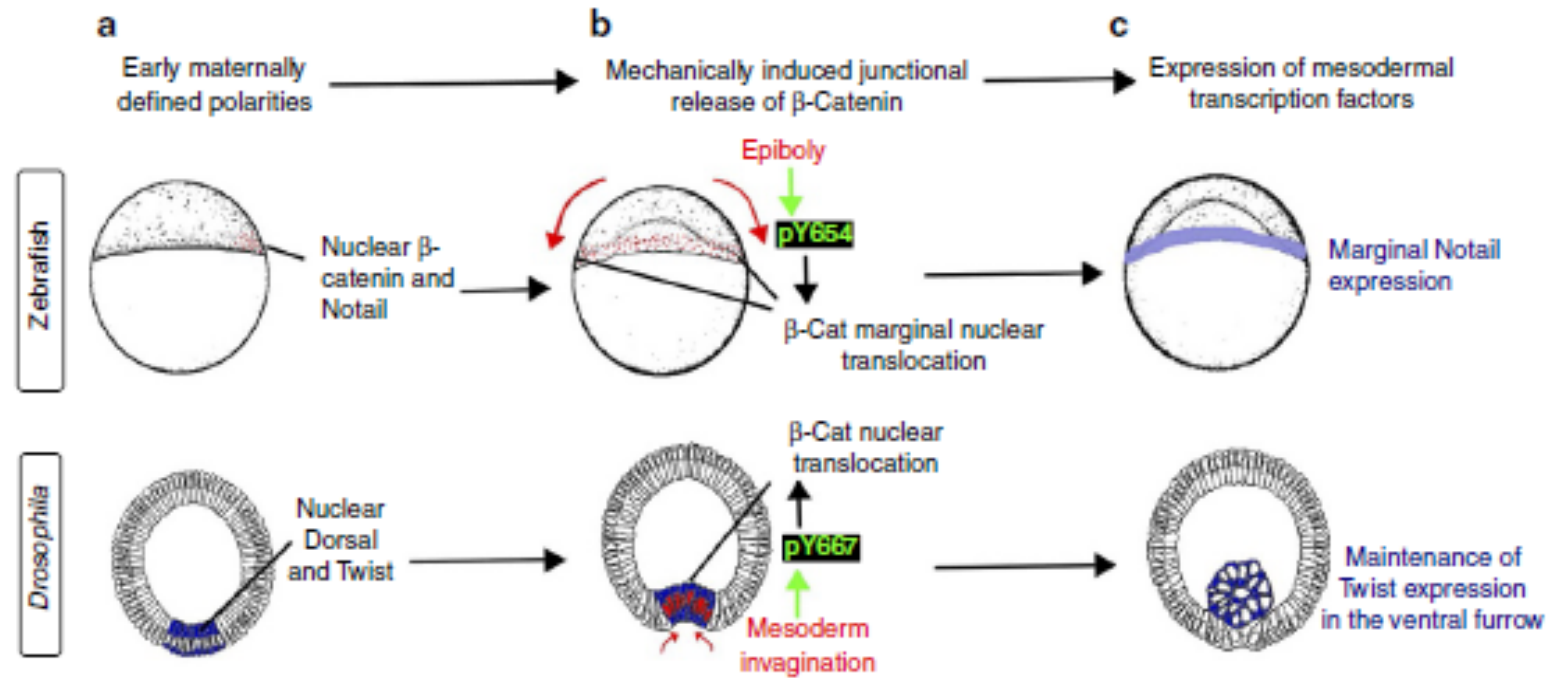 a
Early maternally
defined polarities
b
Mechanically induced junctional
release of β-Catenin
c
Expression of mesodermal
transcription factors
Zebrafish
Nuclear β-
catenin and
Notail
Epiboly
pY654
β-Cat marginal nuclear
translocation
Marginal Notail
expression
Drosophila
Nuclear
Dorsal
and Twist
β-Cat nuclear
translocation
pY667
Mesoderm
invagination
Maintenance of
Twist expression
in the ventral furrow